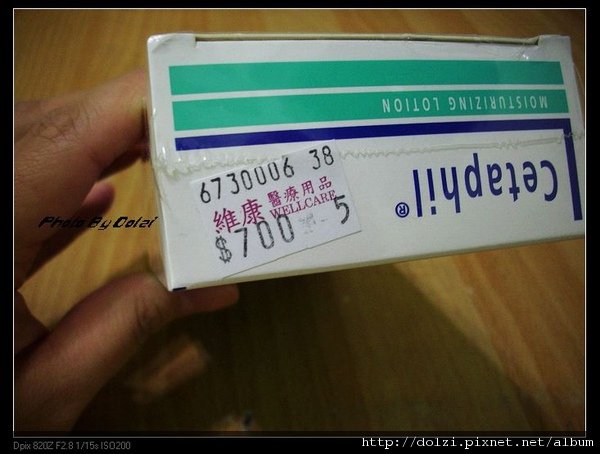 Cetaphil®
MOISTURIZING LOTION
6730006 38
維康 醫療用品
WELLCARE
$700 5
Photo By Dolzi
Dpix 820Z F2.8 1/15s ISO200
http://dolzi.pixnet.net/album